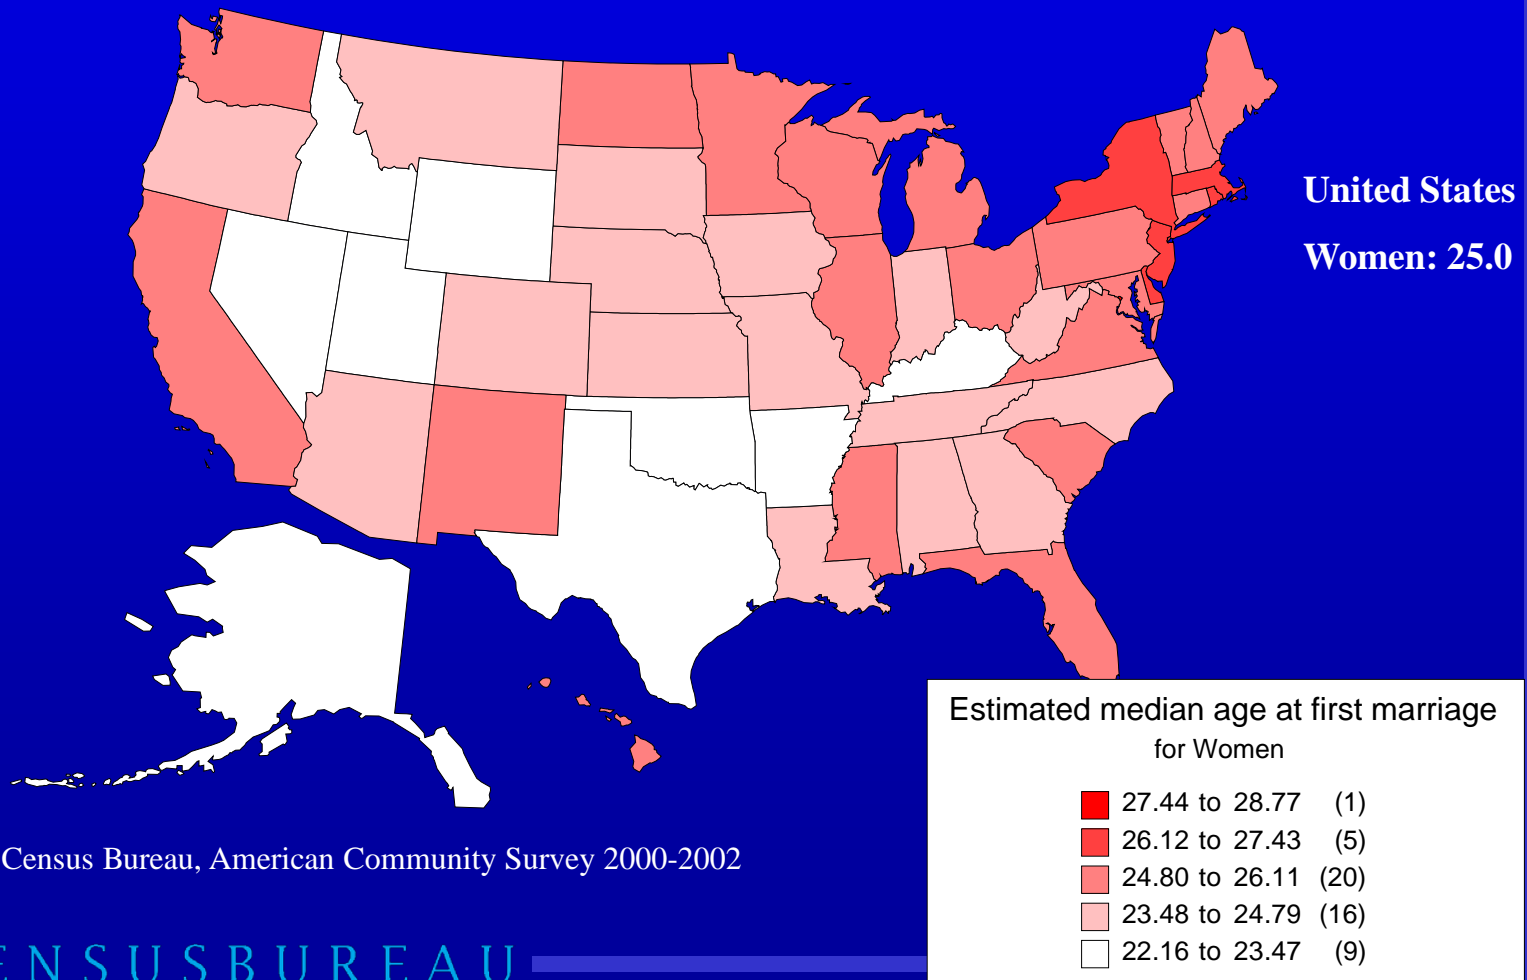 United States
Women: 25.0
Estimated median age at first marriage
for Women
27.44 to 28.77 (1)
26.12 to 27.43 (5)
24.80 to 26.11 (20)
23.48 to 24.79 (16)
22.16 to 23.47 (9)
Census Bureau, American Community Survey 2000-2002
ENSUSBUREAU